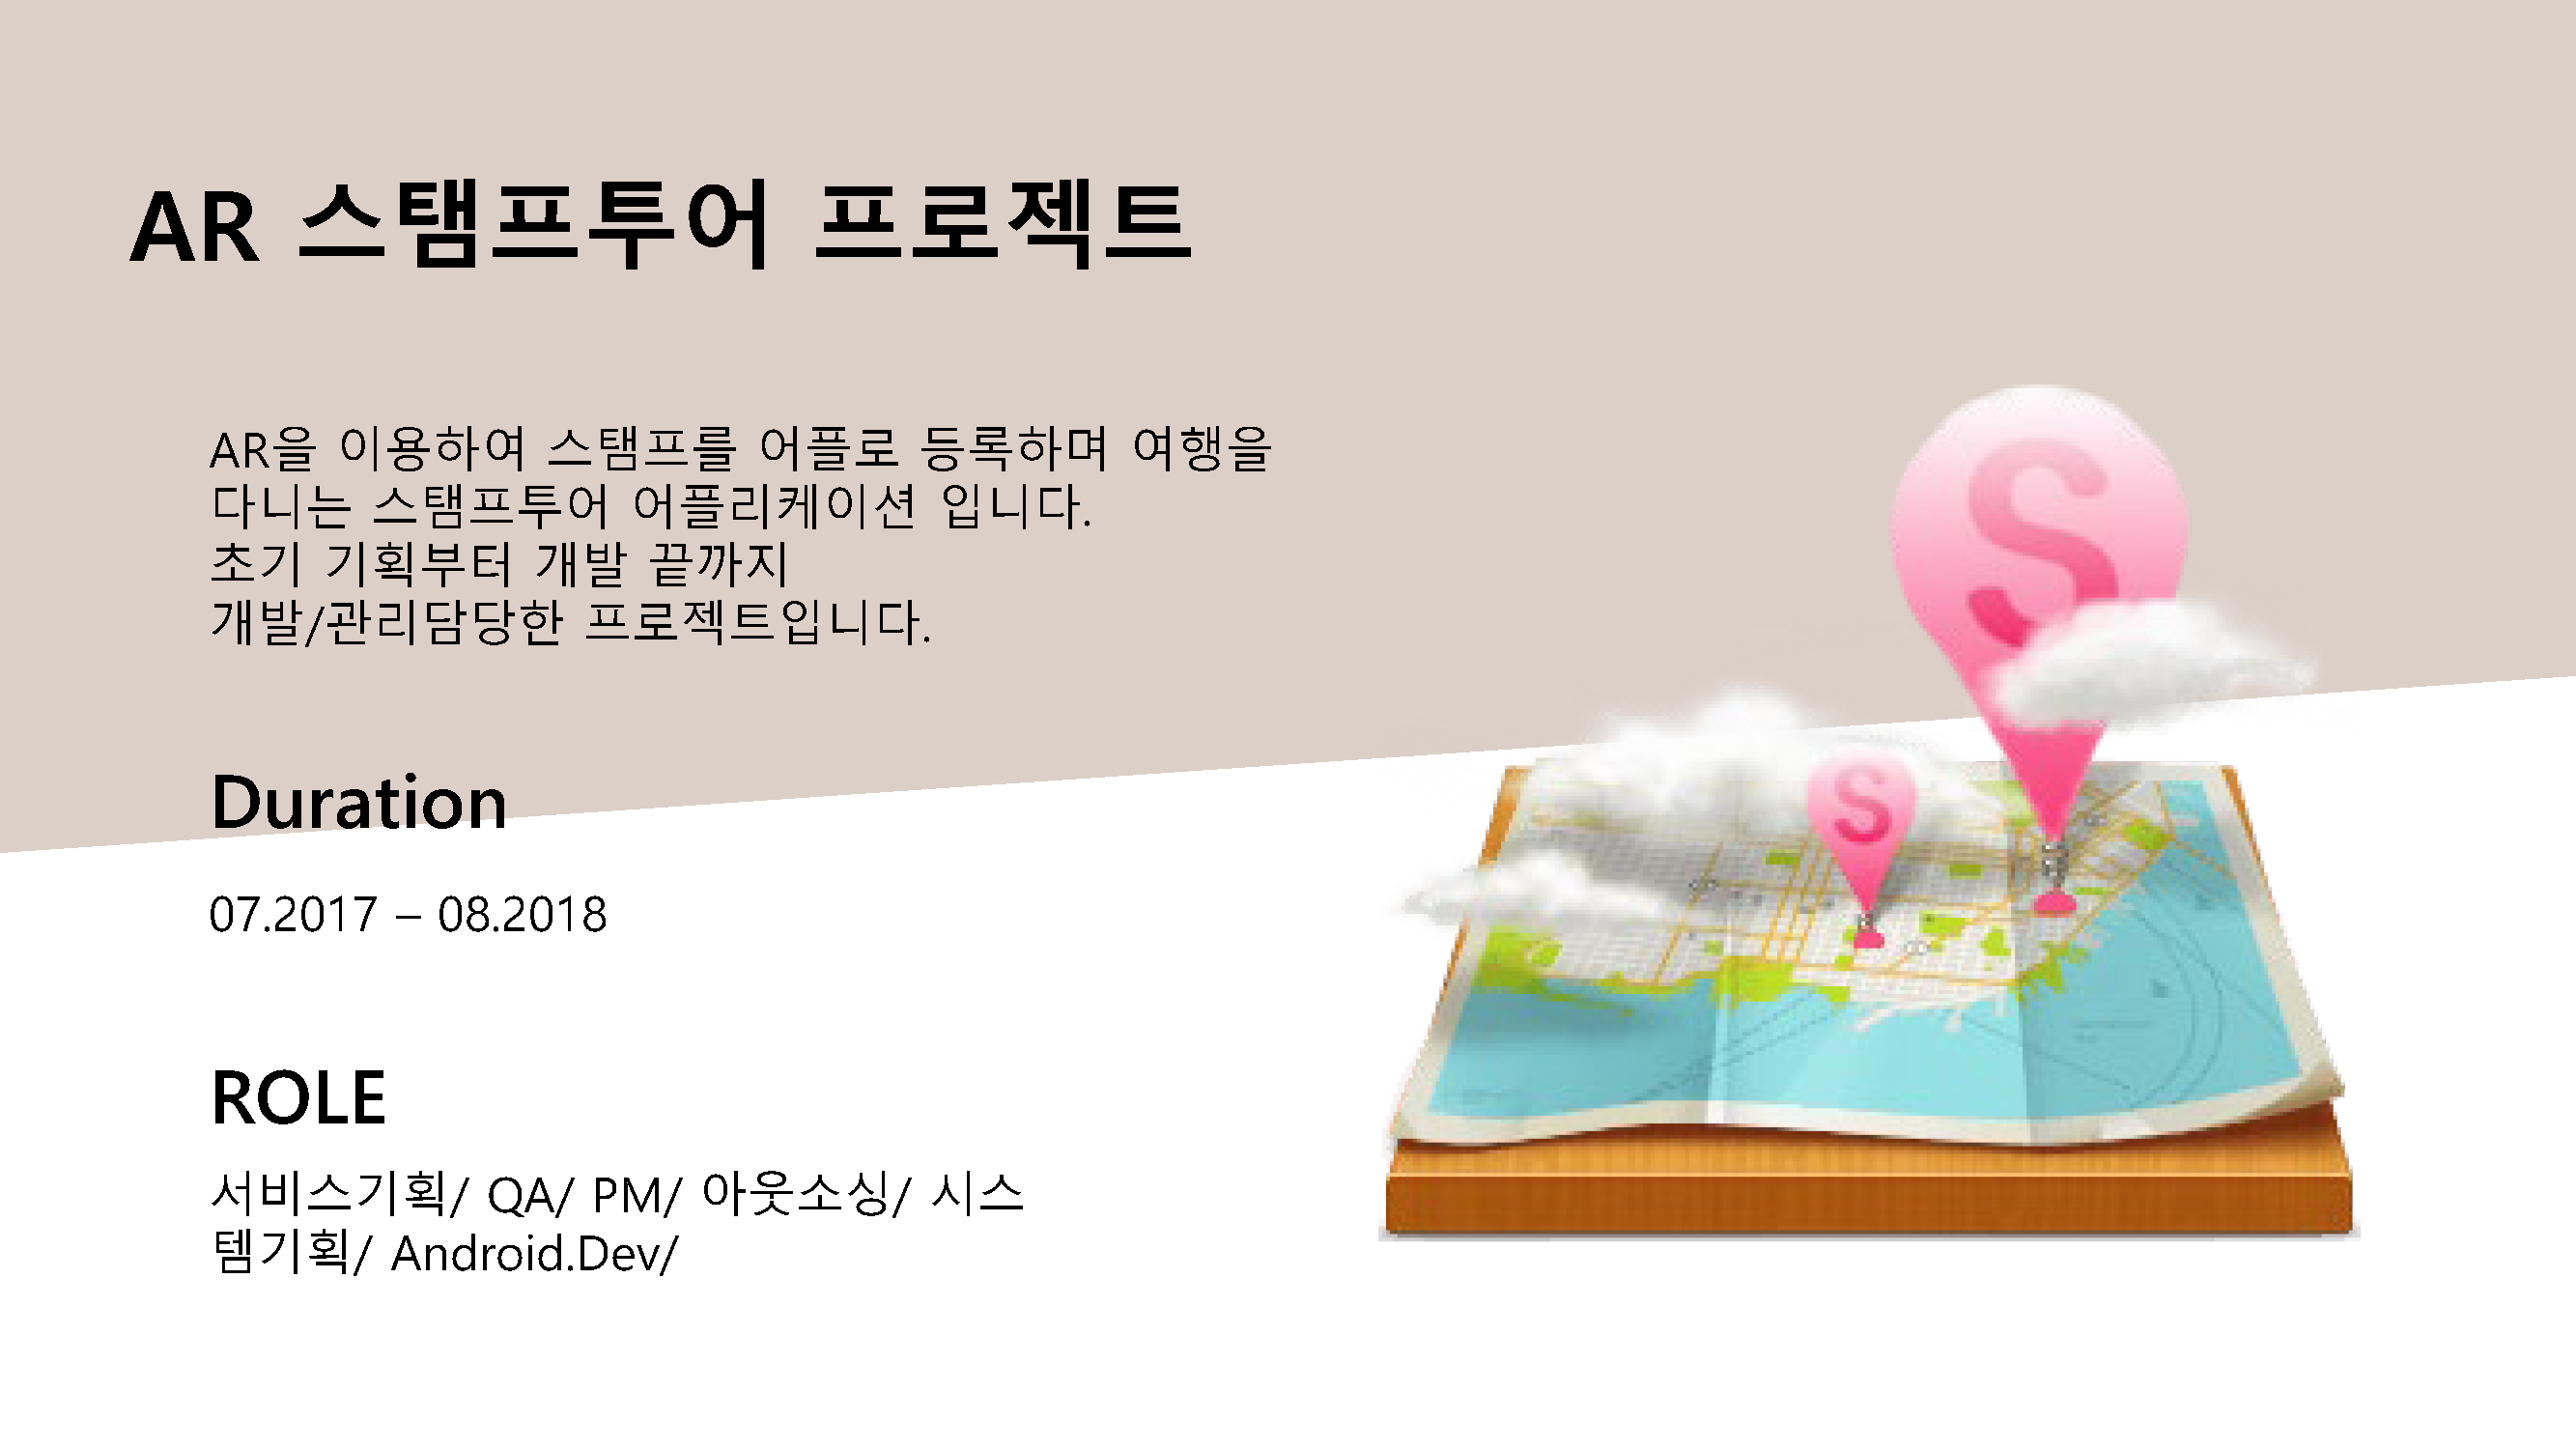 AR 스탬프투어 프로젝트
AR을 이용하여 스탬프를 어플로 등록하며 여행을
다니는 스탬프투어 어플리케이션 입니다.
초기 기획부터 개발 끝까지
개발/관리담당한 프로젝트입니다.
S
S
Duration
07.2017 – 08.2018
ROLE
서비스기획/ QA/ PM/ 아웃소싱/ 시스
템기획/ Android.Dev/